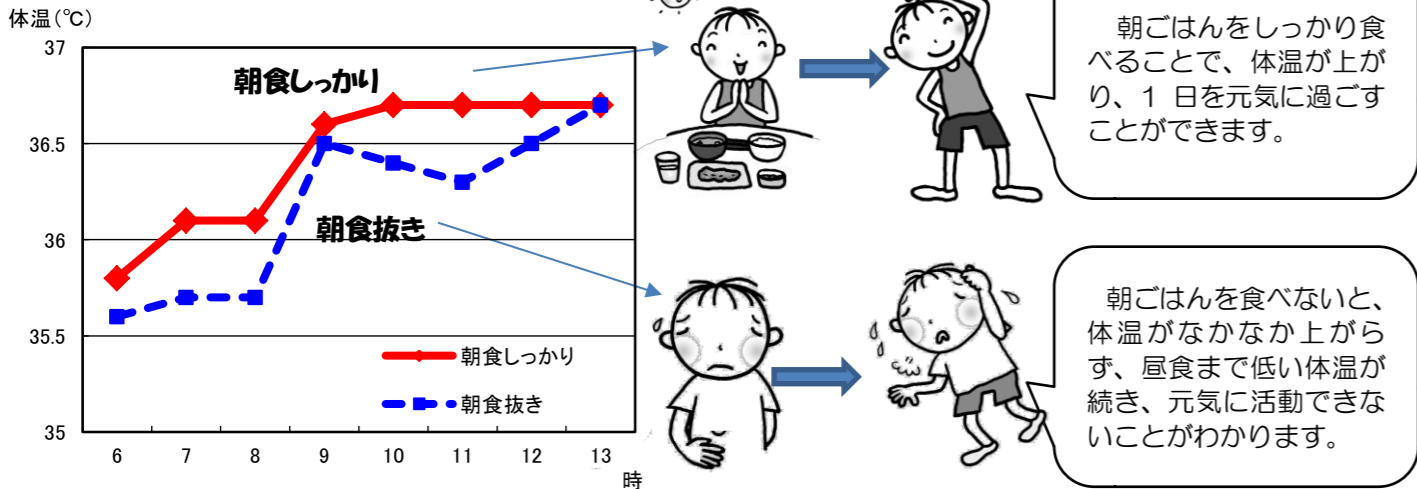 体温(℃)
37
36.5
36
35.5
35
朝食しっかり
朝食抜き
朝食しっかり
朝食抜き
6 7 8 9 10 11 12 13
時
朝ごはんをしっかり食
べることで、体温が上が
り、1 日を元気に過ごす
ことができます。
朝ごはんを食べないと、
体温がなかなか上がら
ず、昼食まで低い体温が
続き、元気に活動できな
いことがわかります。